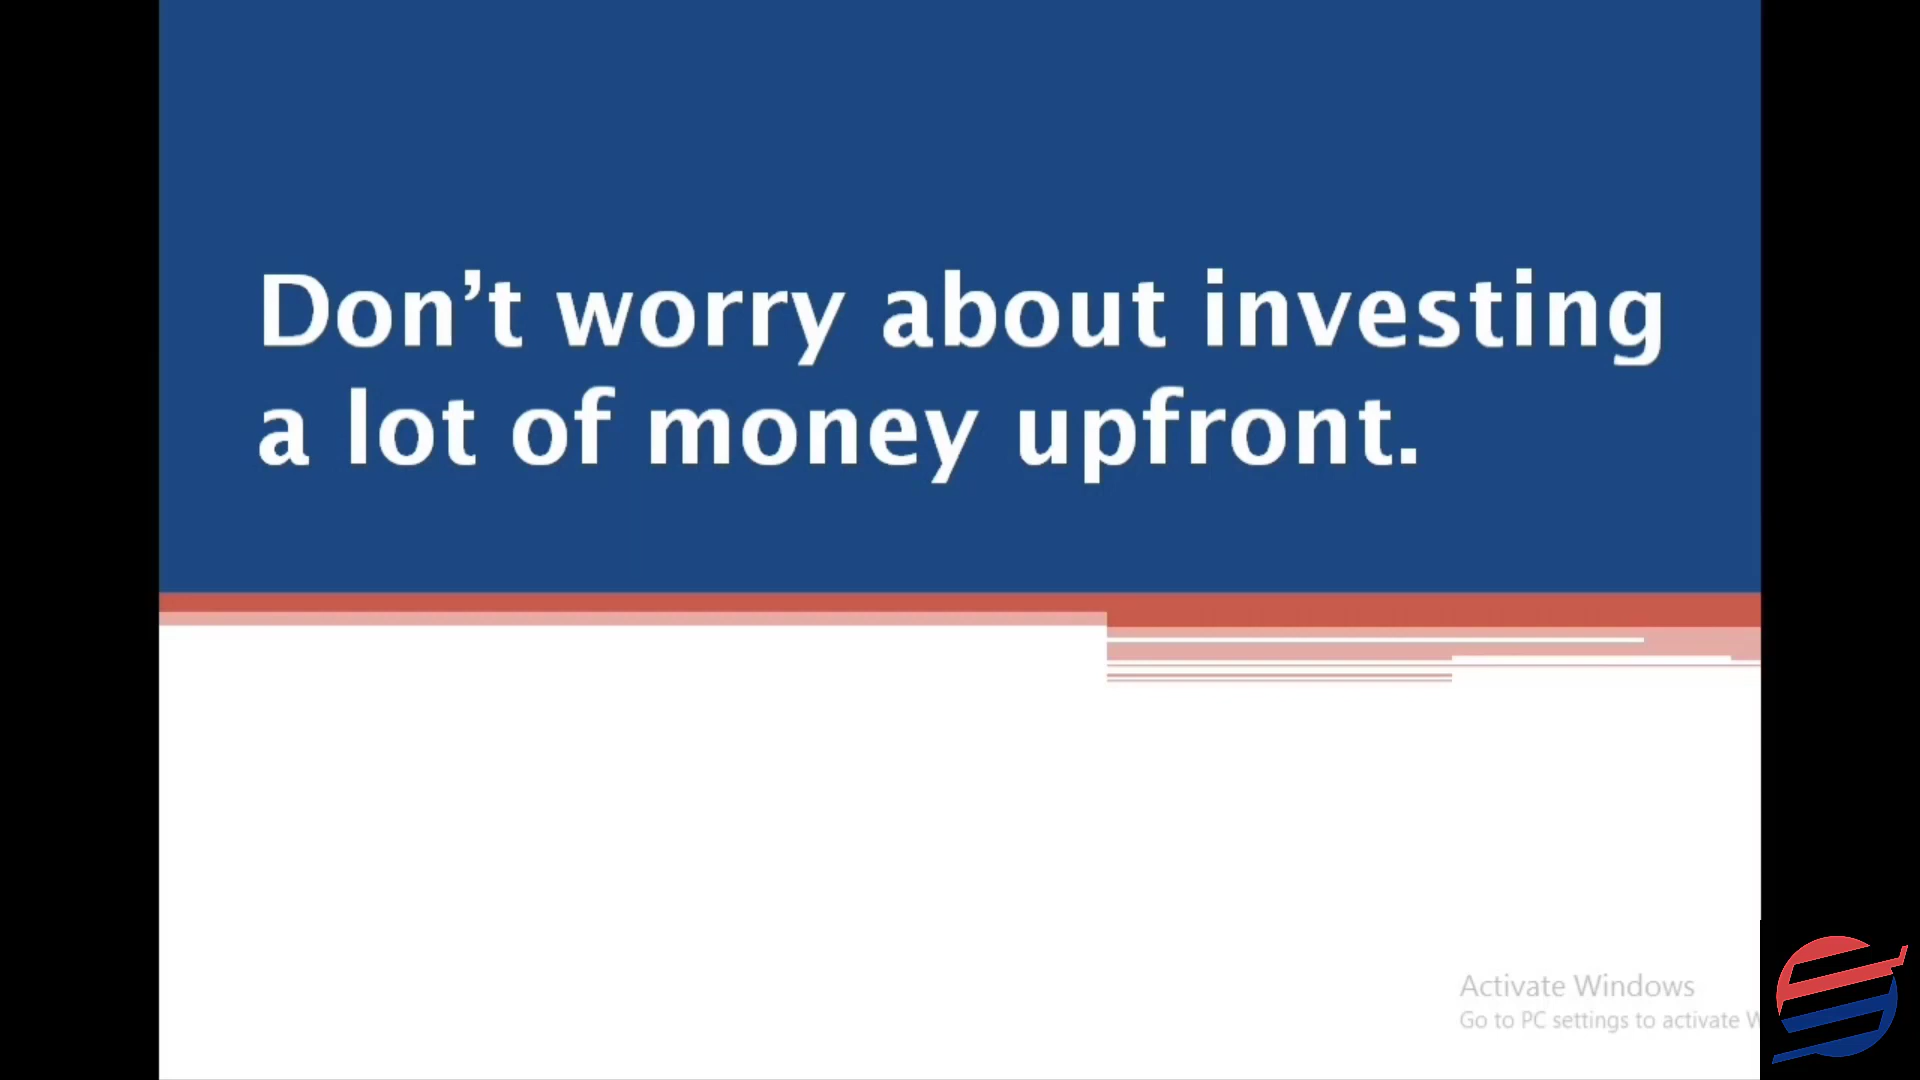 Don’t worry about investing
a lot of money upfront.
Activate Windows
Go to PC settings to activate